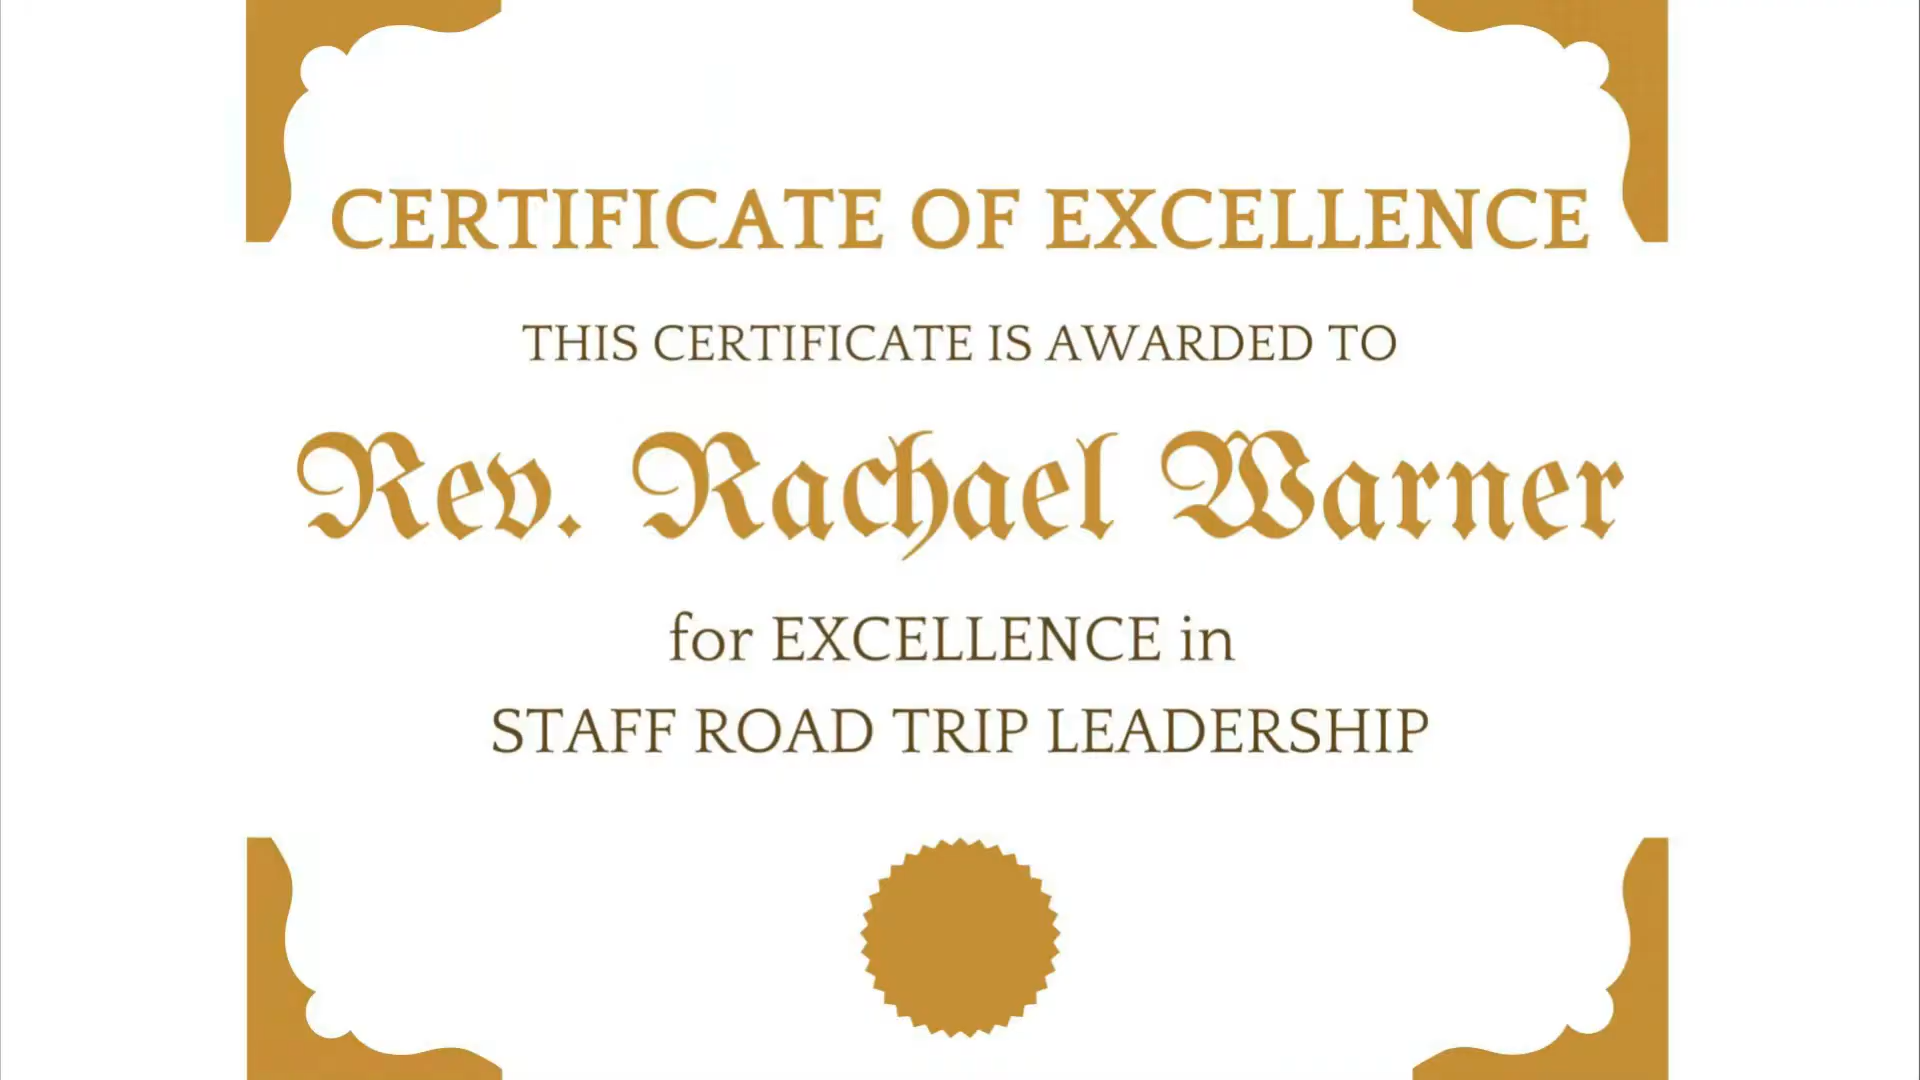 CERTIFICATE OF EXCELLENCE
THIS CERTIFICATE IS AWARDED TO
Rev. Rachael Warner
for EXCELLENCE in
STAFF ROAD TRIP LEADERSHIP